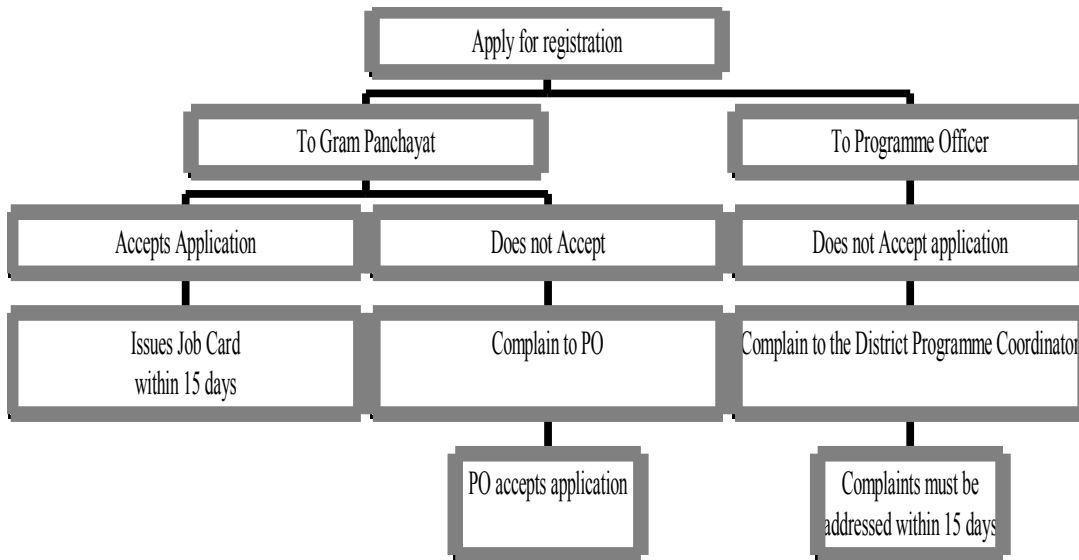 Apply for registration
To Gram Panchayat
To Programme Officer
Accepts Application
Does not Accept
Does not Accept application
Issues Job Card
within 15 days
Complain to PO
Complain to the District Programme Coordinator
PO accepts application
Complaints must be
addressed within 15 days